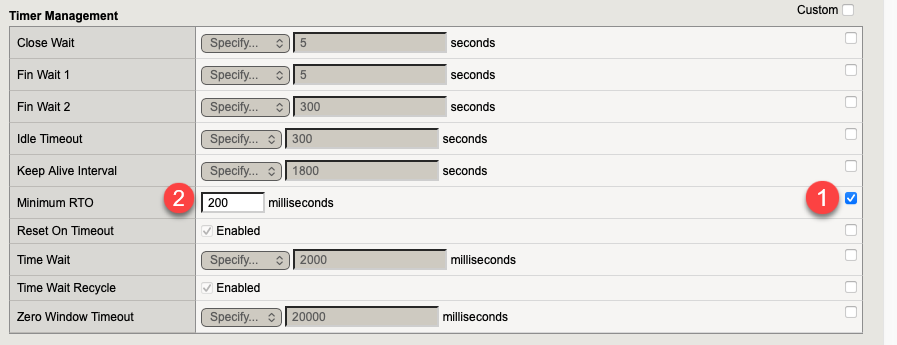 Custom
Timer Management
Close Wait Specify... 5 seconds
Fin Wait 1 Specify... 5 seconds
Fin Wait 2 Specify... 300 seconds
Idle Timeout Specify... 300 seconds
Keep Alive Interval Specify... 1800 seconds
Minimum RTO 2 200 milliseconds 1
Reset On Timeout Enabled
Time Wait Specify... 2000 milliseconds
Time Wait Recycle Enabled
Zero Window Timeout Specify... 20000 milliseconds